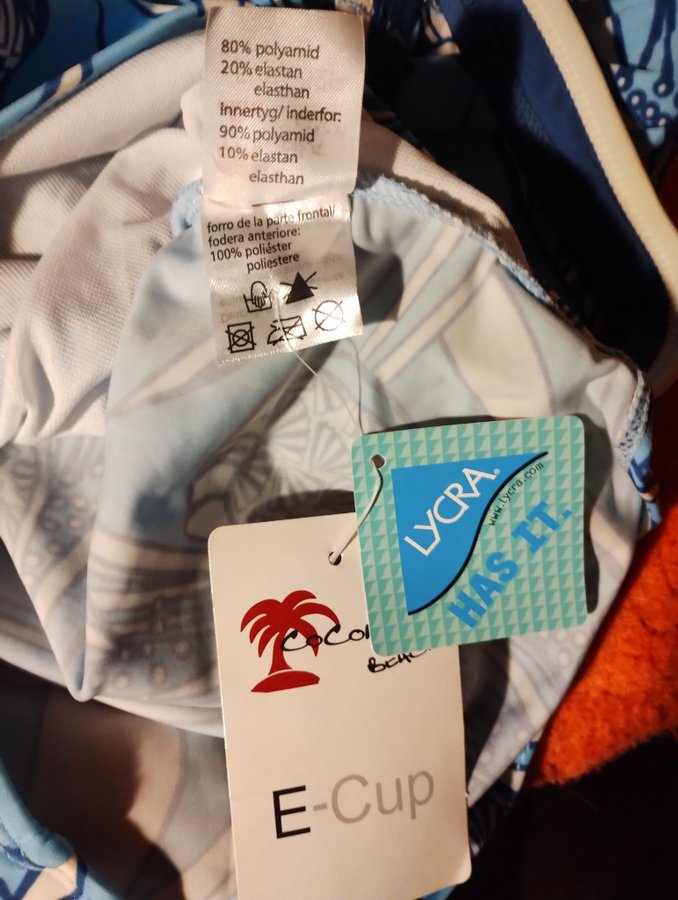 80% polyamid
20% elastan
elasthan
Innertyg/ inderfor:
90% polyamid
10% elastan
elasthan
forro de la parte frontal/
fodera anteriore:
100% poliéster
poliestere
LYCRA®
www.lycra.com
HAS IT.
E-Cup